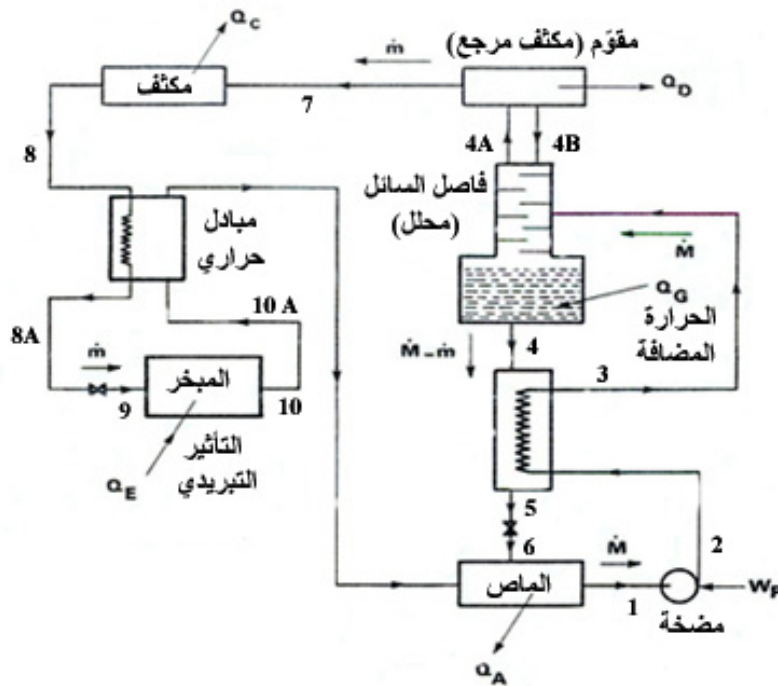 Q_C
ṁ
مقوّم (مكثف مرجع)
مكثف
Q_D
7
4A
4B
8
فاصل السائل
(محلل)
مبادل
حراري
Ṁ
Q_G
الحرارة
المضافة
10 A
8A
ṁ
Ṁ-ṁ
4
3
المبخر
9
10
التأثير
التبريدي
Q_E
5
6
Ṁ
2
الماص
1
W_P
مضخة
Q_A